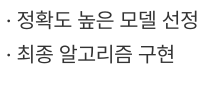 · 정확도 높은 모델 선정
· 최종 알고리즘 구현